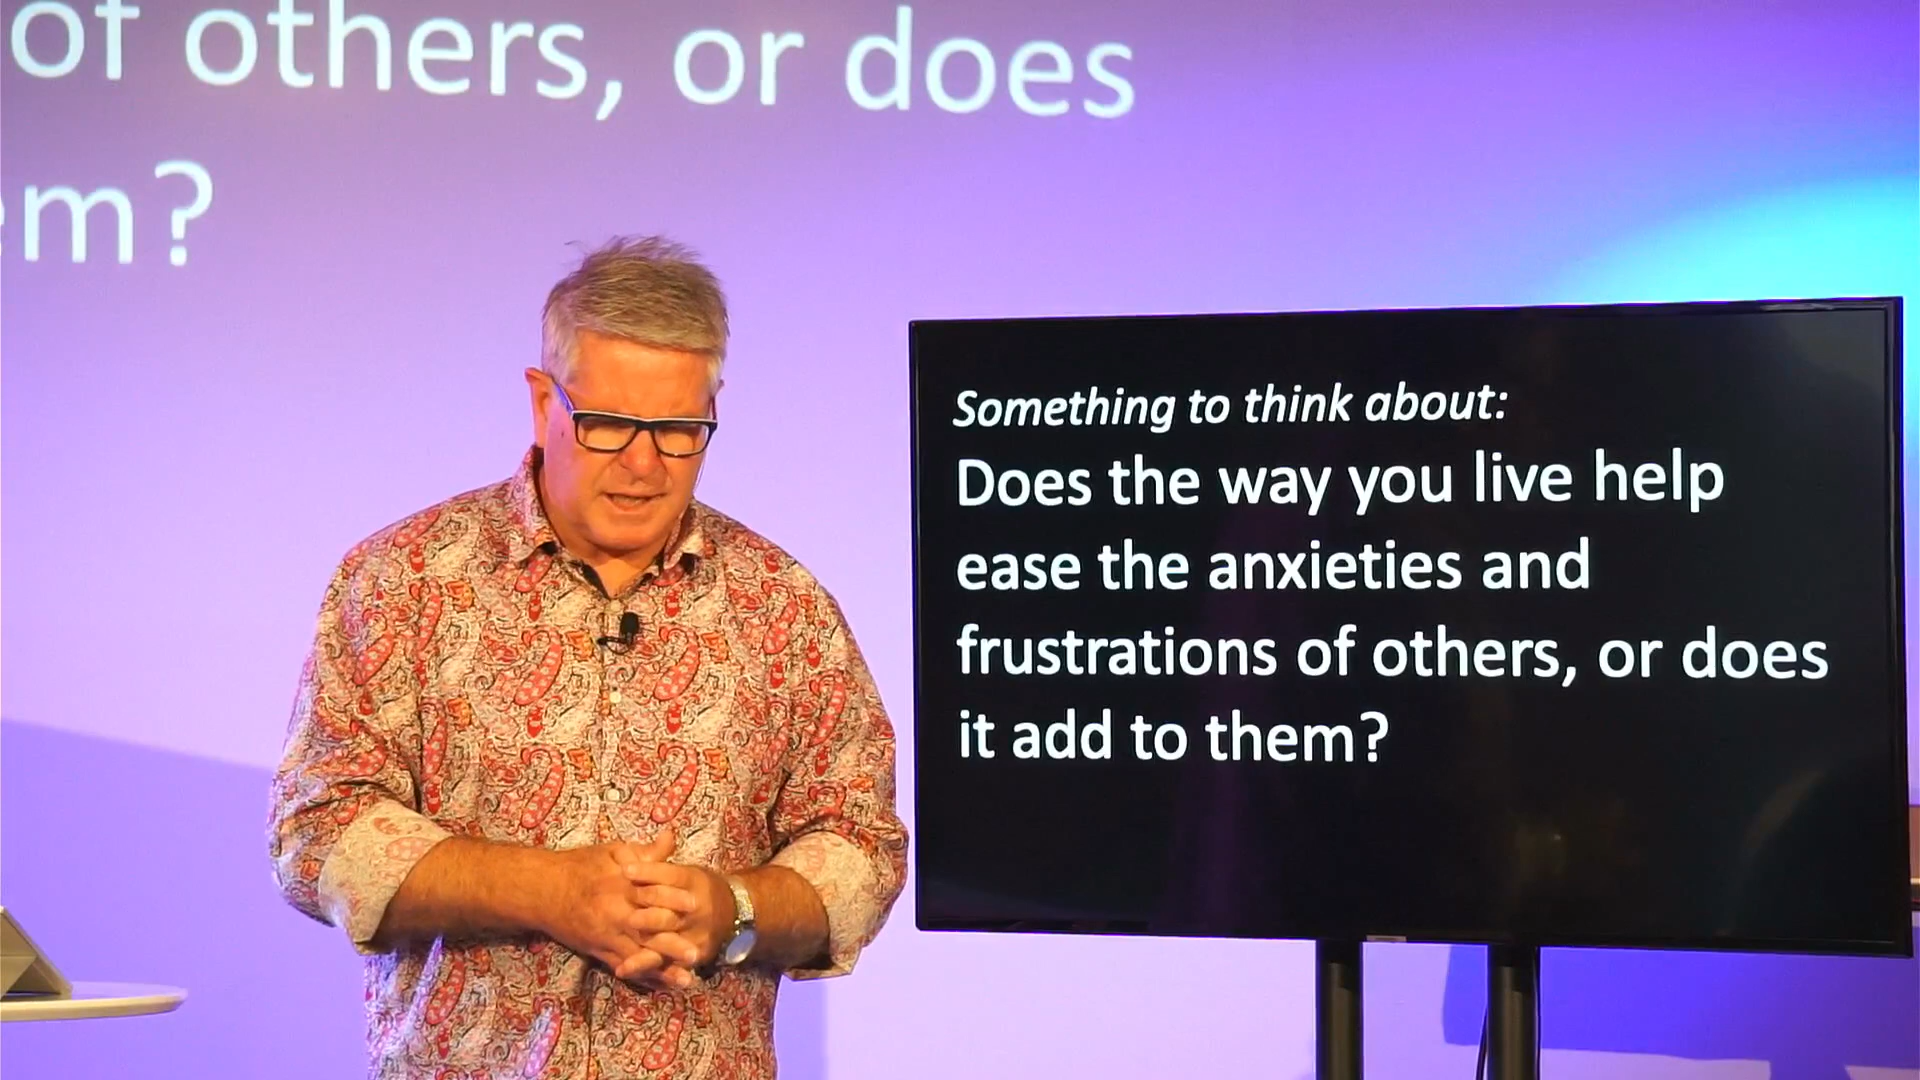 of others, or does
em?
Something to think about:
Does the way you live help
ease the anxieties and
frustrations of others, or does
it add to them?